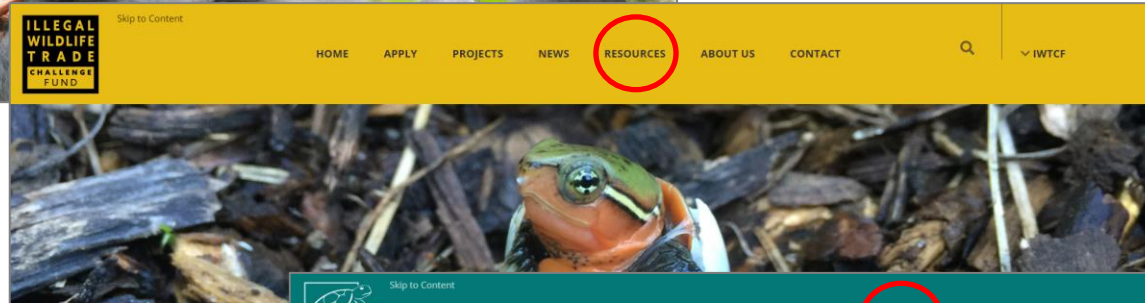 ILLEGAL
WILDLIFE
TRADE
CHALLENGE
FUND
Skip to Content
HOME APPLY PROJECTS NEWS RESOURCES ABOUT US CONTACT IWTCF
Skip to Content